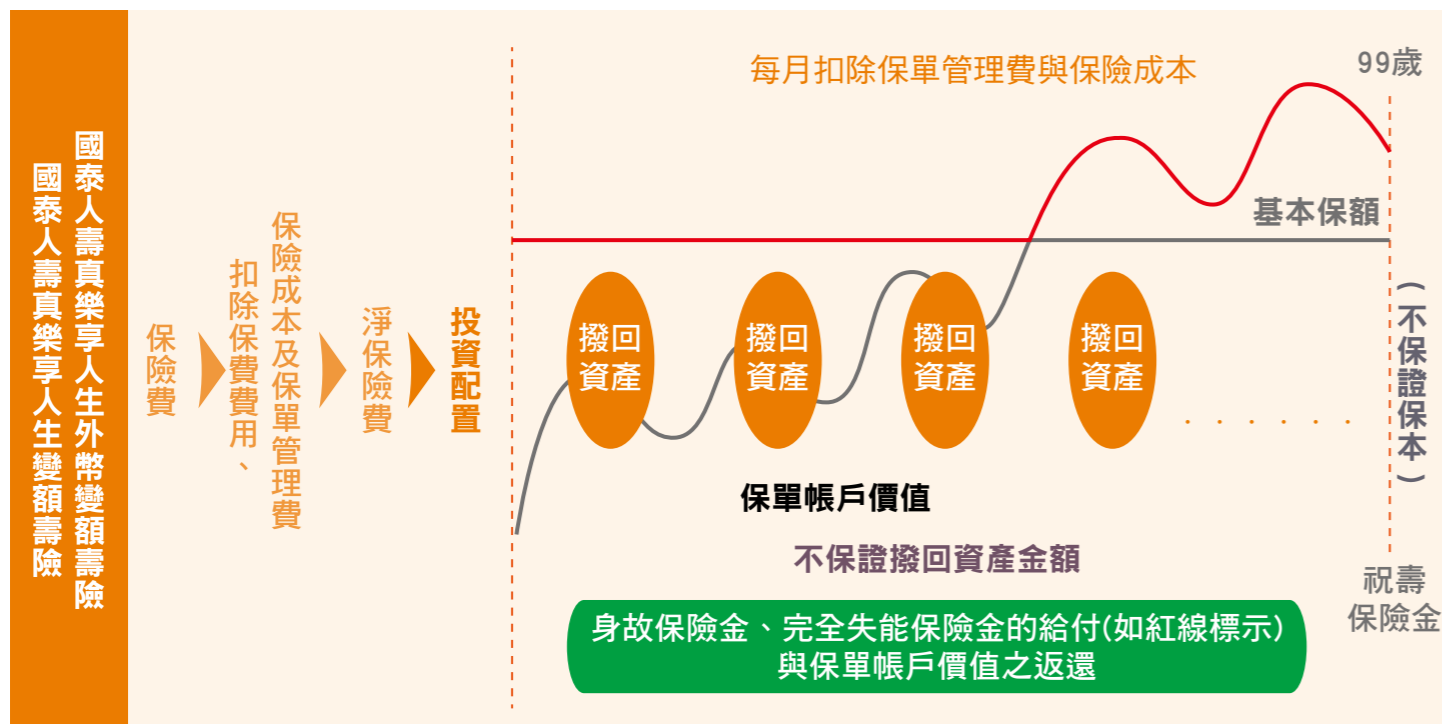 國泰人壽真樂享人生外幣變額壽險
國泰人壽真樂享人生變額壽險
保險費
扣除保費費用、
保險成本及保單管理費
淨保險費
投資配置
每月扣除保單管理費與保險成本
99歲
基本保額
撥回
資產
撥回
資產
撥回
資產
撥回
資產
......
(不保證保本)
保單帳戶價值
不保證撥回資產金額
祝壽
保險金
身故保險金、完全失能保險金的給付(如紅線標示)
與保單帳戶價值之返還